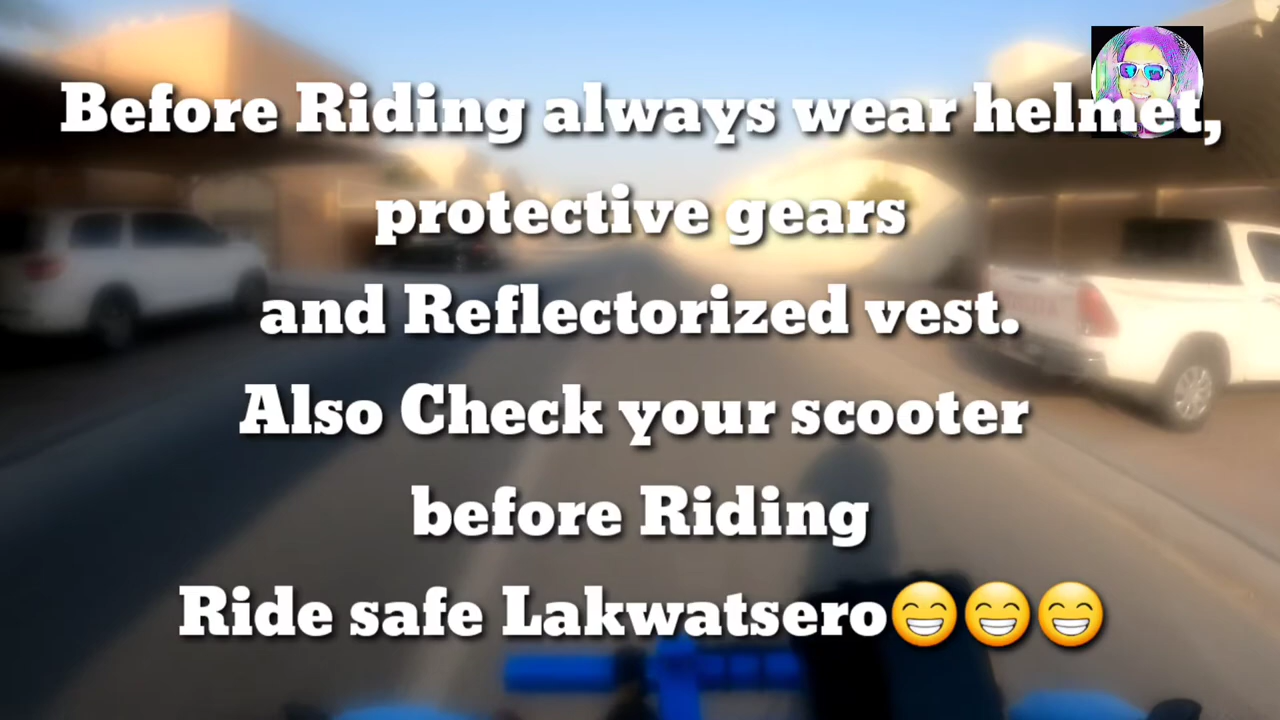 Before Riding always wear helmet,
protective gears
and Reflectorized vest.
Also Check your scooter
before Riding
Ride safe Lakwatsero😁😁😁